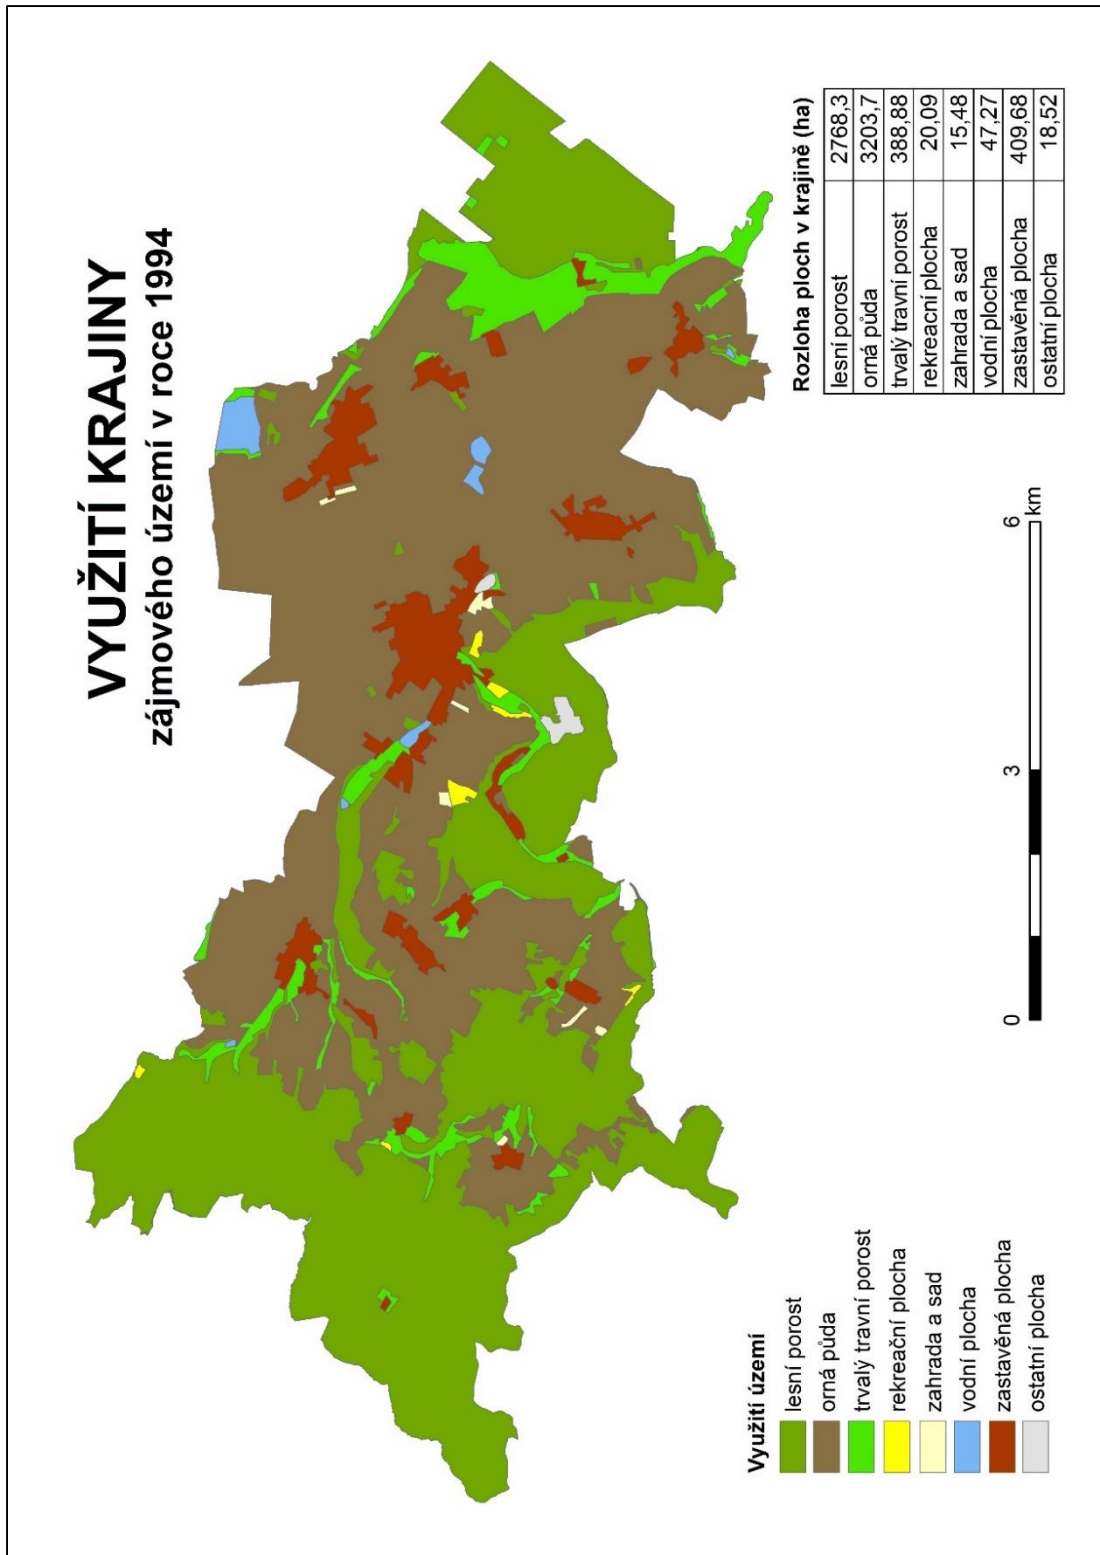 VYUŽITÍ KRAJINY
zájmového území v roce 1994
Využití území
lesní porost
orná půda
trvalý travní porost
rekreační plocha
zahrada a sad
vodní plocha
zastavěná plocha
ostatní plocha
0 3 6
km
Rozloha ploch v krajině (ha)
lesní porost 2768,3
orná půda 3203,7
trvalý travní porost 388,88
rekreacní plocha 20,09
zahrada a sad 15,48
vodní plocha 47,27
zastavěná plocha 409,68
ostatní plocha 18,52